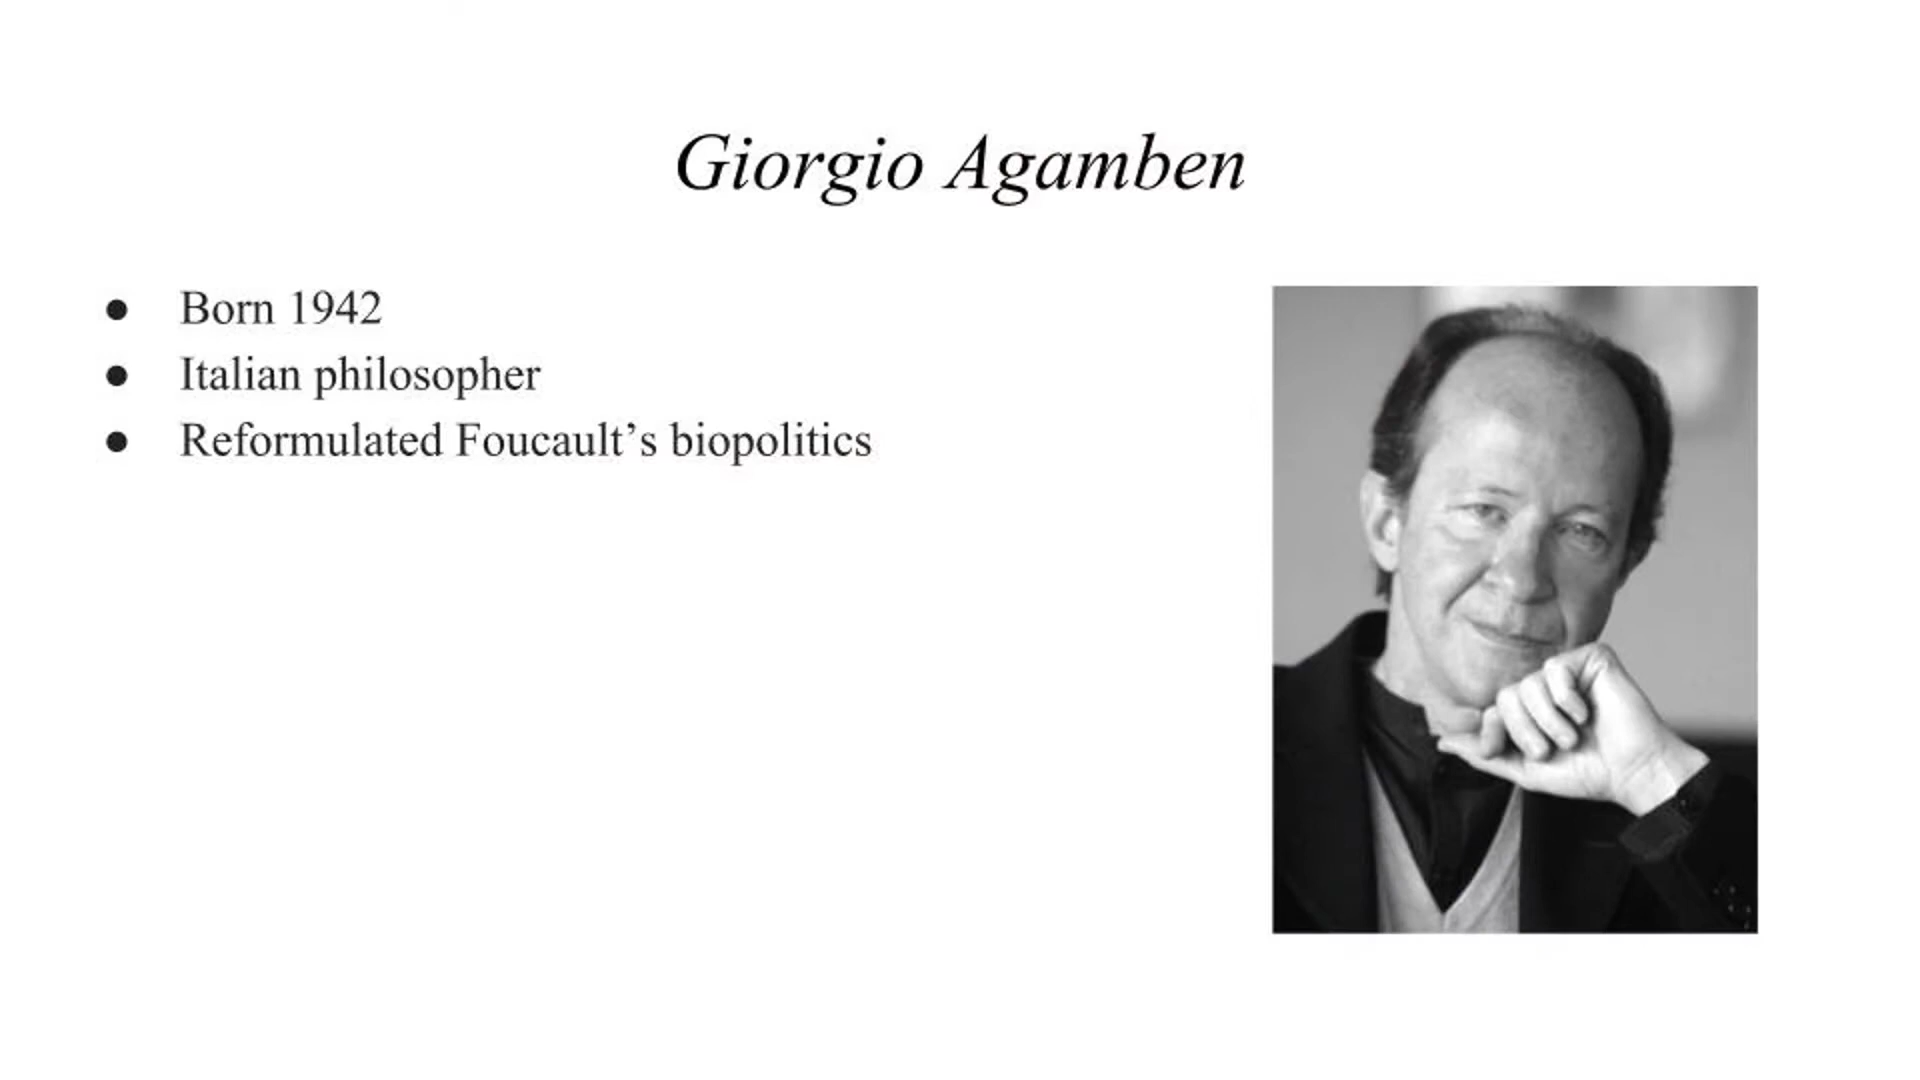 Giorgio Agamben
● Born 1942
● Italian philosopher
● Reformulated Foucault’s biopolitics